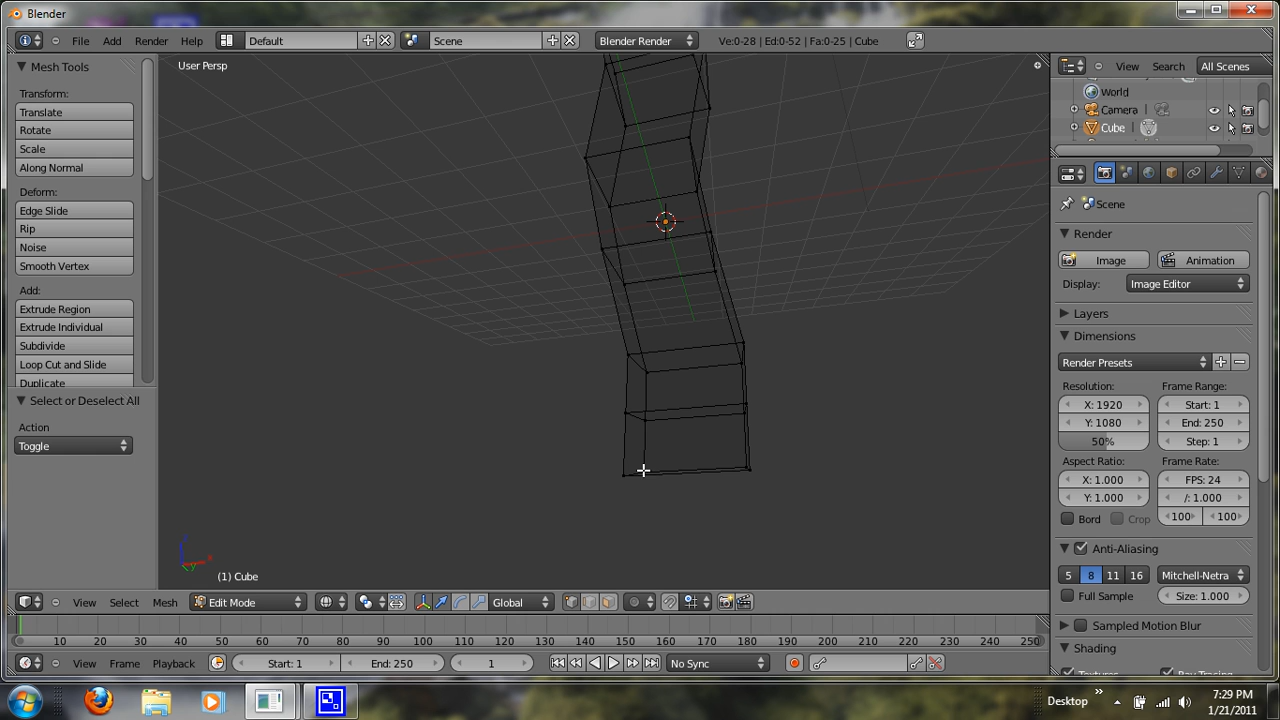 Blender
File Add Render Help Default Scene Blender Render Ve:0-28 | Ed:0-52 | Fa:0-25 | Cube
Mesh Tools
Transform:
Translate
Rotate
Scale
Along Normal
Deform:
Edge Slide
Rip
Noise
Smooth Vertex
Add:
Extrude Region
Extrude Individual
Subdivide
Loop Cut and Slide
Duplicate
Select or Deselect All
Action
Toggle
User Persp
(1) Cube
View Select Mesh Edit Mode Global
View Search All Scenes
World
Camera
Cube
Scene
Render
Image Animation
Display: Image Editor
Layers
Dimensions
Render Presets
Resolution: Frame Range:
X: 1920 Start: 1
Y: 1080 End: 250
50% Step: 1
Aspect Ratio: Frame Rate:
X: 1.000 FPS: 24
Y: 1.000 /: 1.000
Bord Crop 100 100
Anti-Aliasing
5 8 11 16 Mitchell-Netra
Full Sample Size: 1.000
Sampled Motion Blur
Shading
Textures Ray Tracing
10 20 30 40 50 60 70 80 90 100 110 120 130 140 150 160 170 180 190 200 210 220 230 240 250
View Frame Playback Start: 1 End: 250 1 No Sync
Desktop »
7:29 PM
1/21/2011